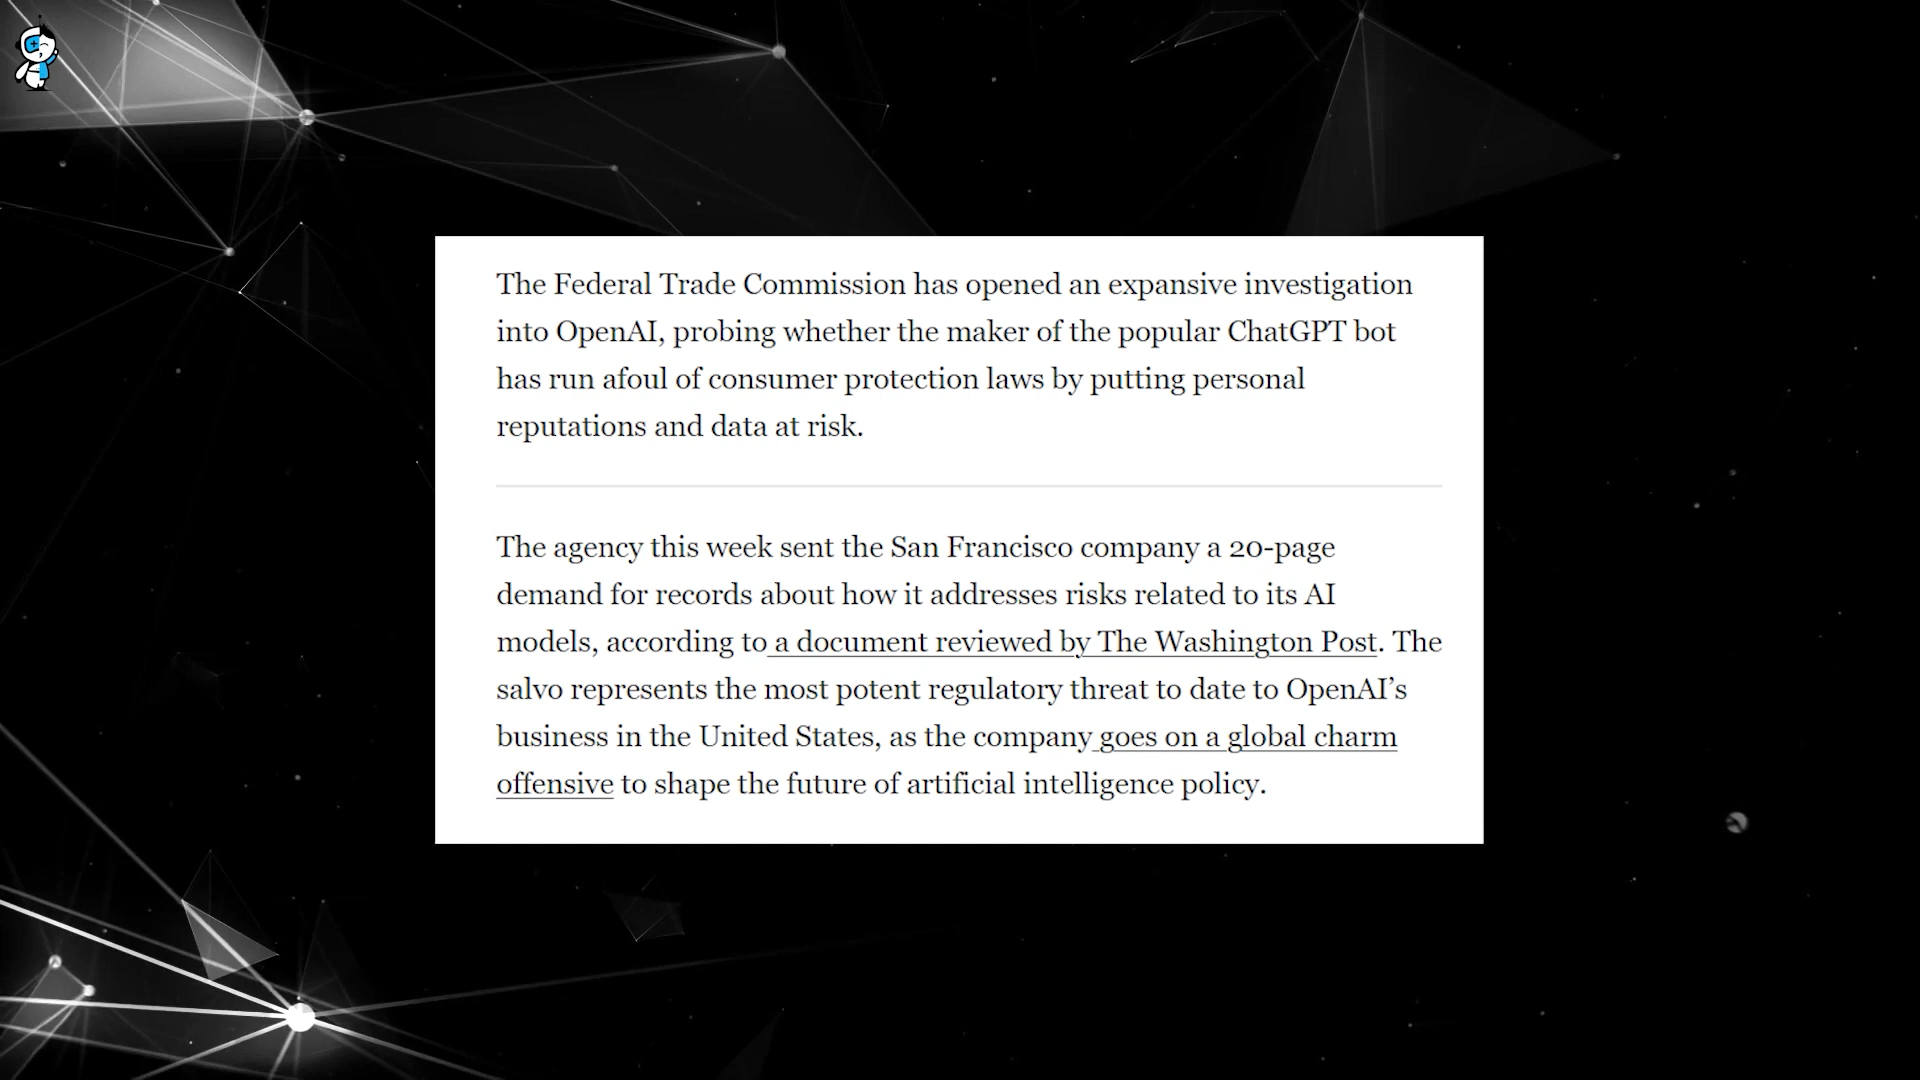 The Federal Trade Commission has opened an expansive investigation
into OpenAI, probing whether the maker of the popular ChatGPT bot
has run afoul of consumer protection laws by putting personal
reputations and data at risk.
The agency this week sent the San Francisco company a 20-page
demand for records about how it addresses risks related to its AI
models, according to a document reviewed by The Washington Post. The
salvo represents the most potent regulatory threat to date to OpenAI’s
business in the United States, as the company goes on a global charm
offensive to shape the future of artificial intelligence policy.